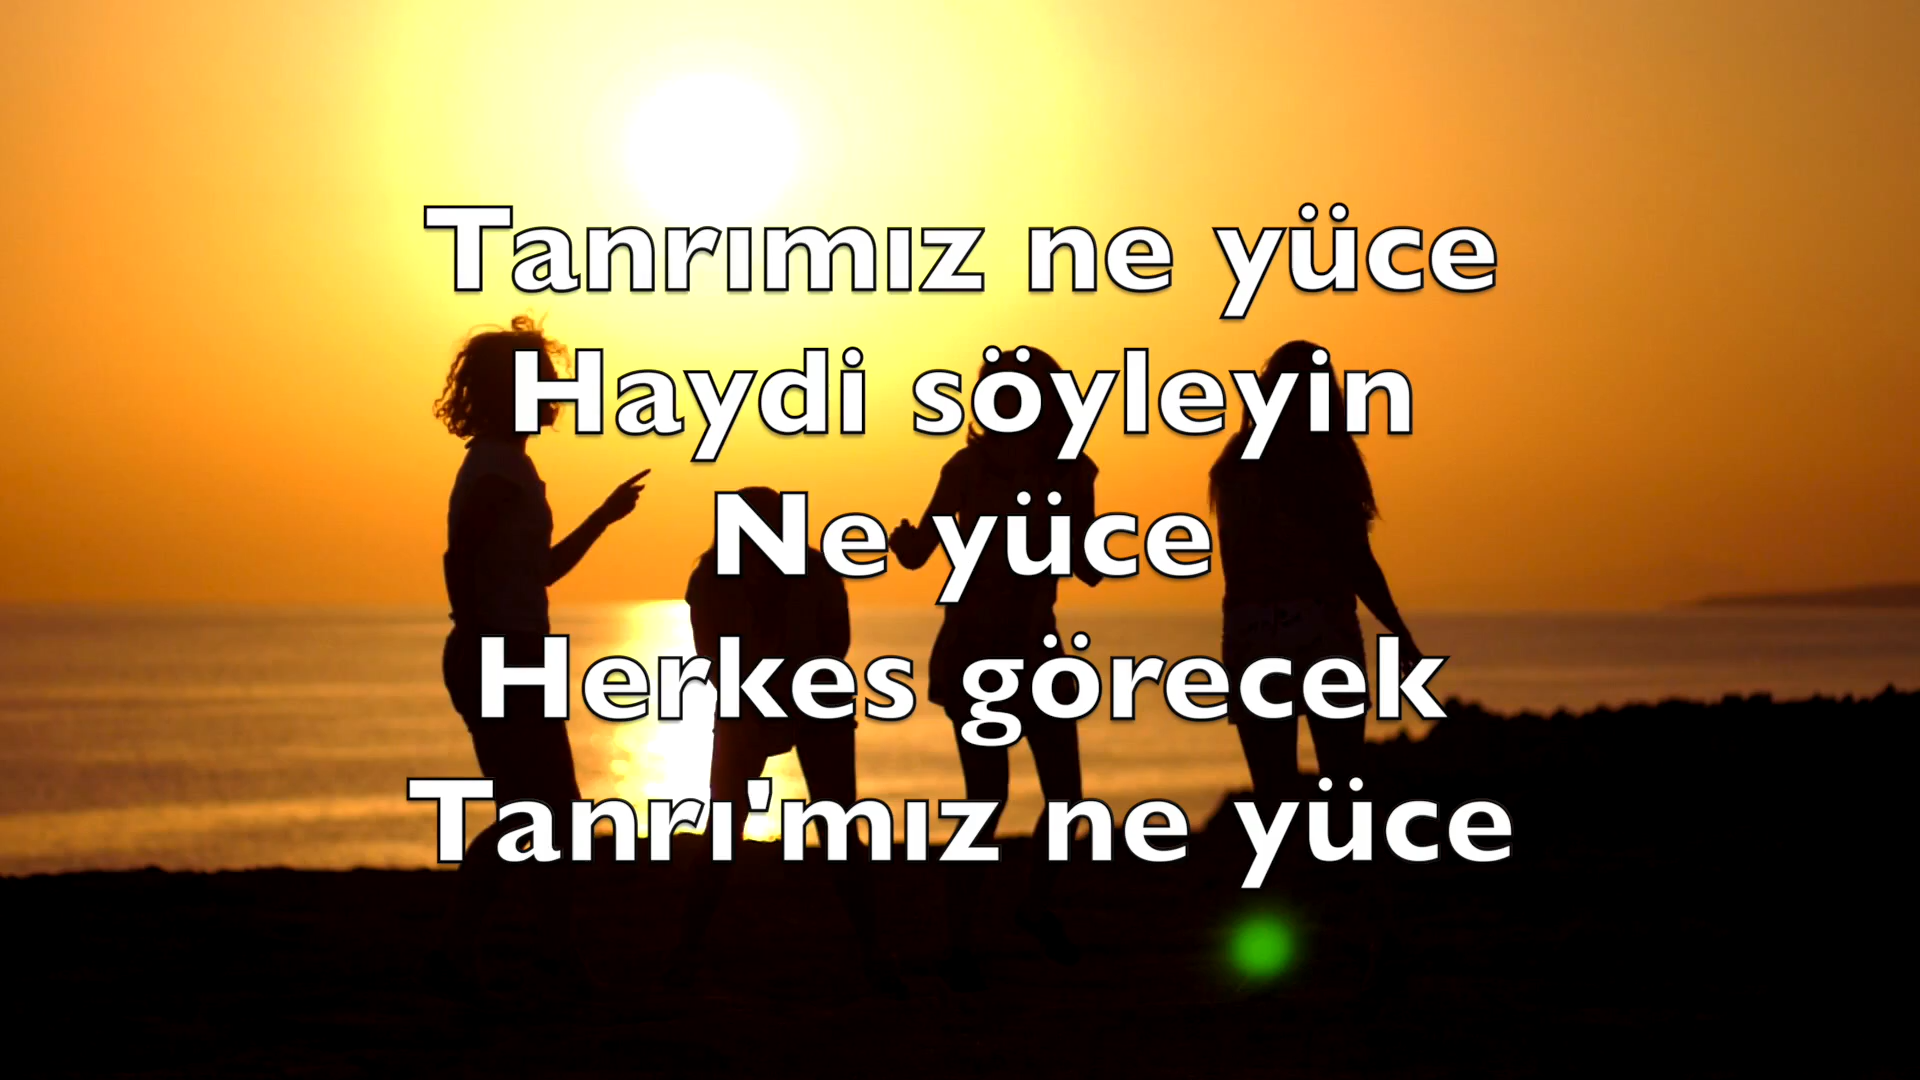 Tanrımız ne yüce
Haydi söyleyin
Ne yüce
Herkes görecek
Tanrı'mız ne yüce